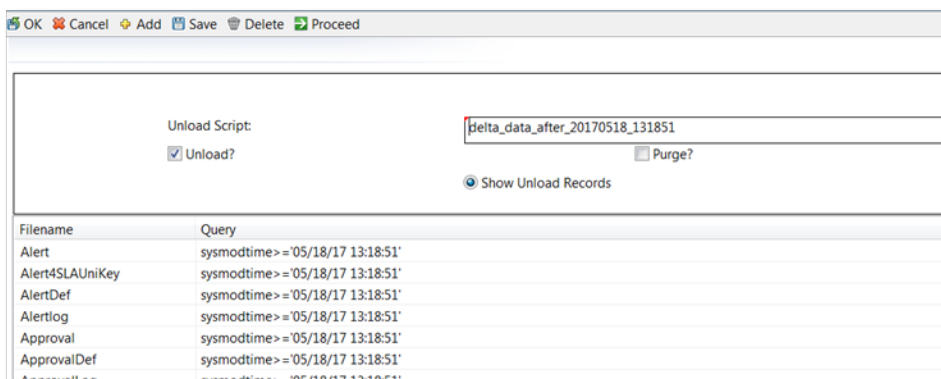 OK Cancel Add Save Delete Proceed
Unload Script: delta_data_after_20170518_131851
Unload? Purge?
Show Unload Records
Filename Query
Alert sysmodtime>='05/18/17 13:18:51'
Alert4SLAUniKey sysmodtime>='05/18/17 13:18:51'
AlertDef sysmodtime>='05/18/17 13:18:51'
Alertlog sysmodtime>='05/18/17 13:18:51'
Approval sysmodtime>='05/18/17 13:18:51'
ApprovalDef sysmodtime>='05/18/17 13:18:51'